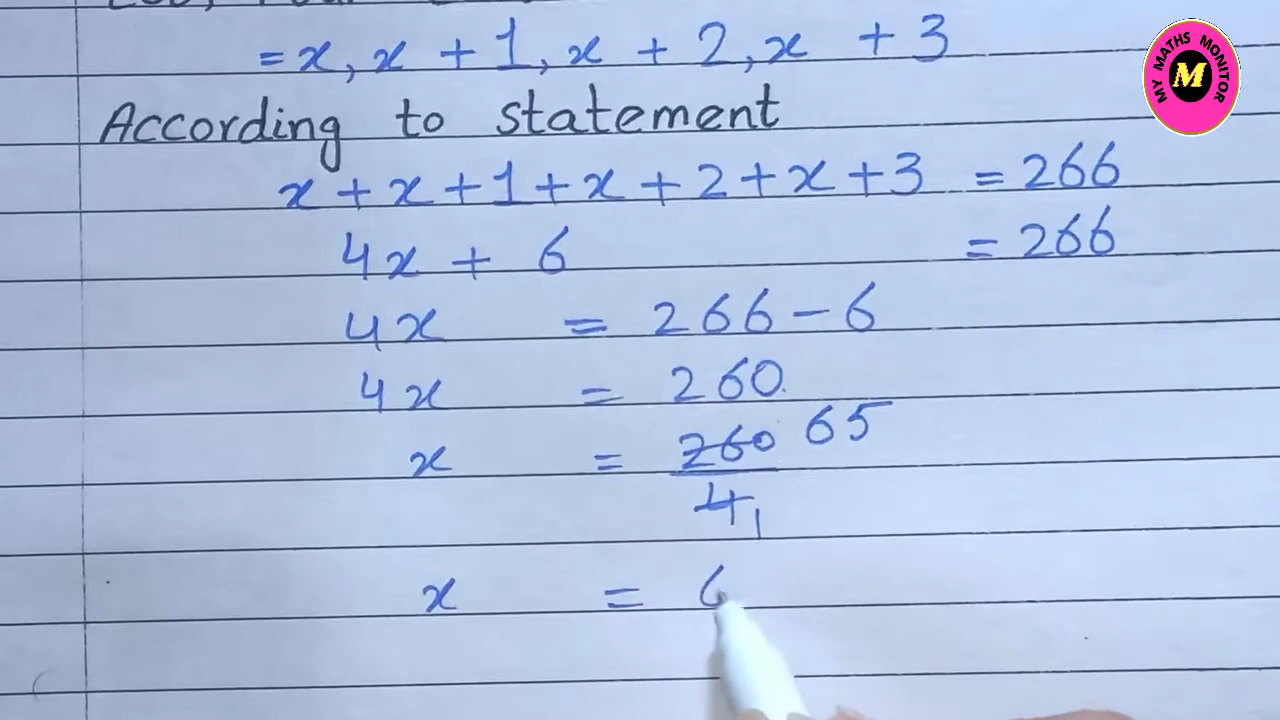 = x, x + 1, x + 2, x + 3
According to statement
x + x + 1 + x + 2 + x + 3 = 266
4x + 6 = 266
4x = 266 - 6
4x = 260.
x = 260 65
4 1
x = 6
MY MATHS MONITOR
M